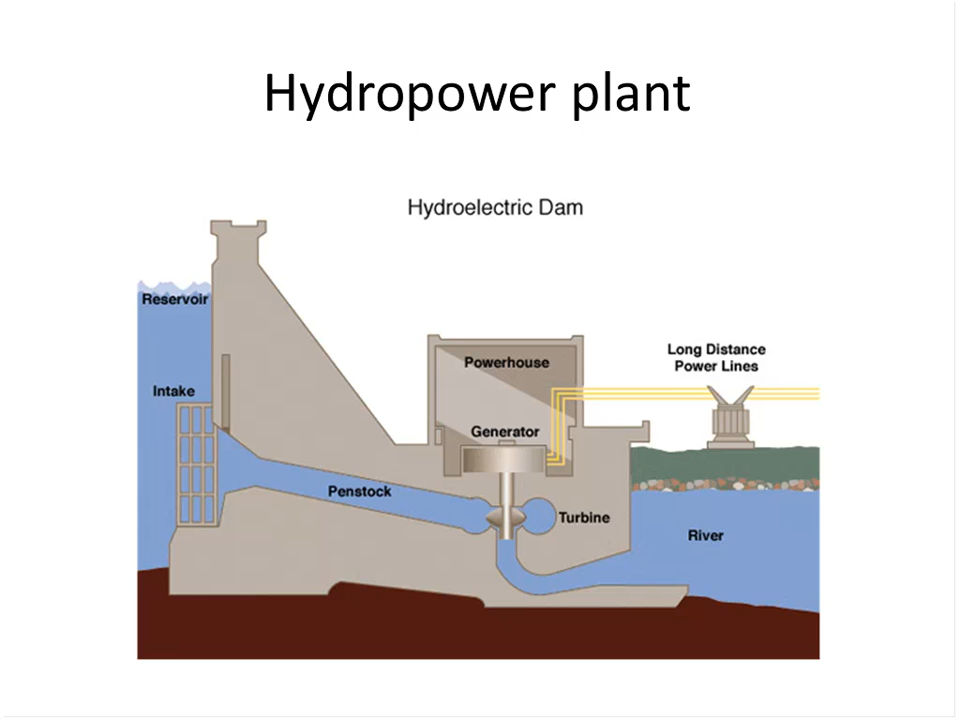 Hydropower plant
Hydroelectric Dam
Reservoir
Intake
Powerhouse
Long Distance
Power Lines
Generator
Penstock
Turbine
River